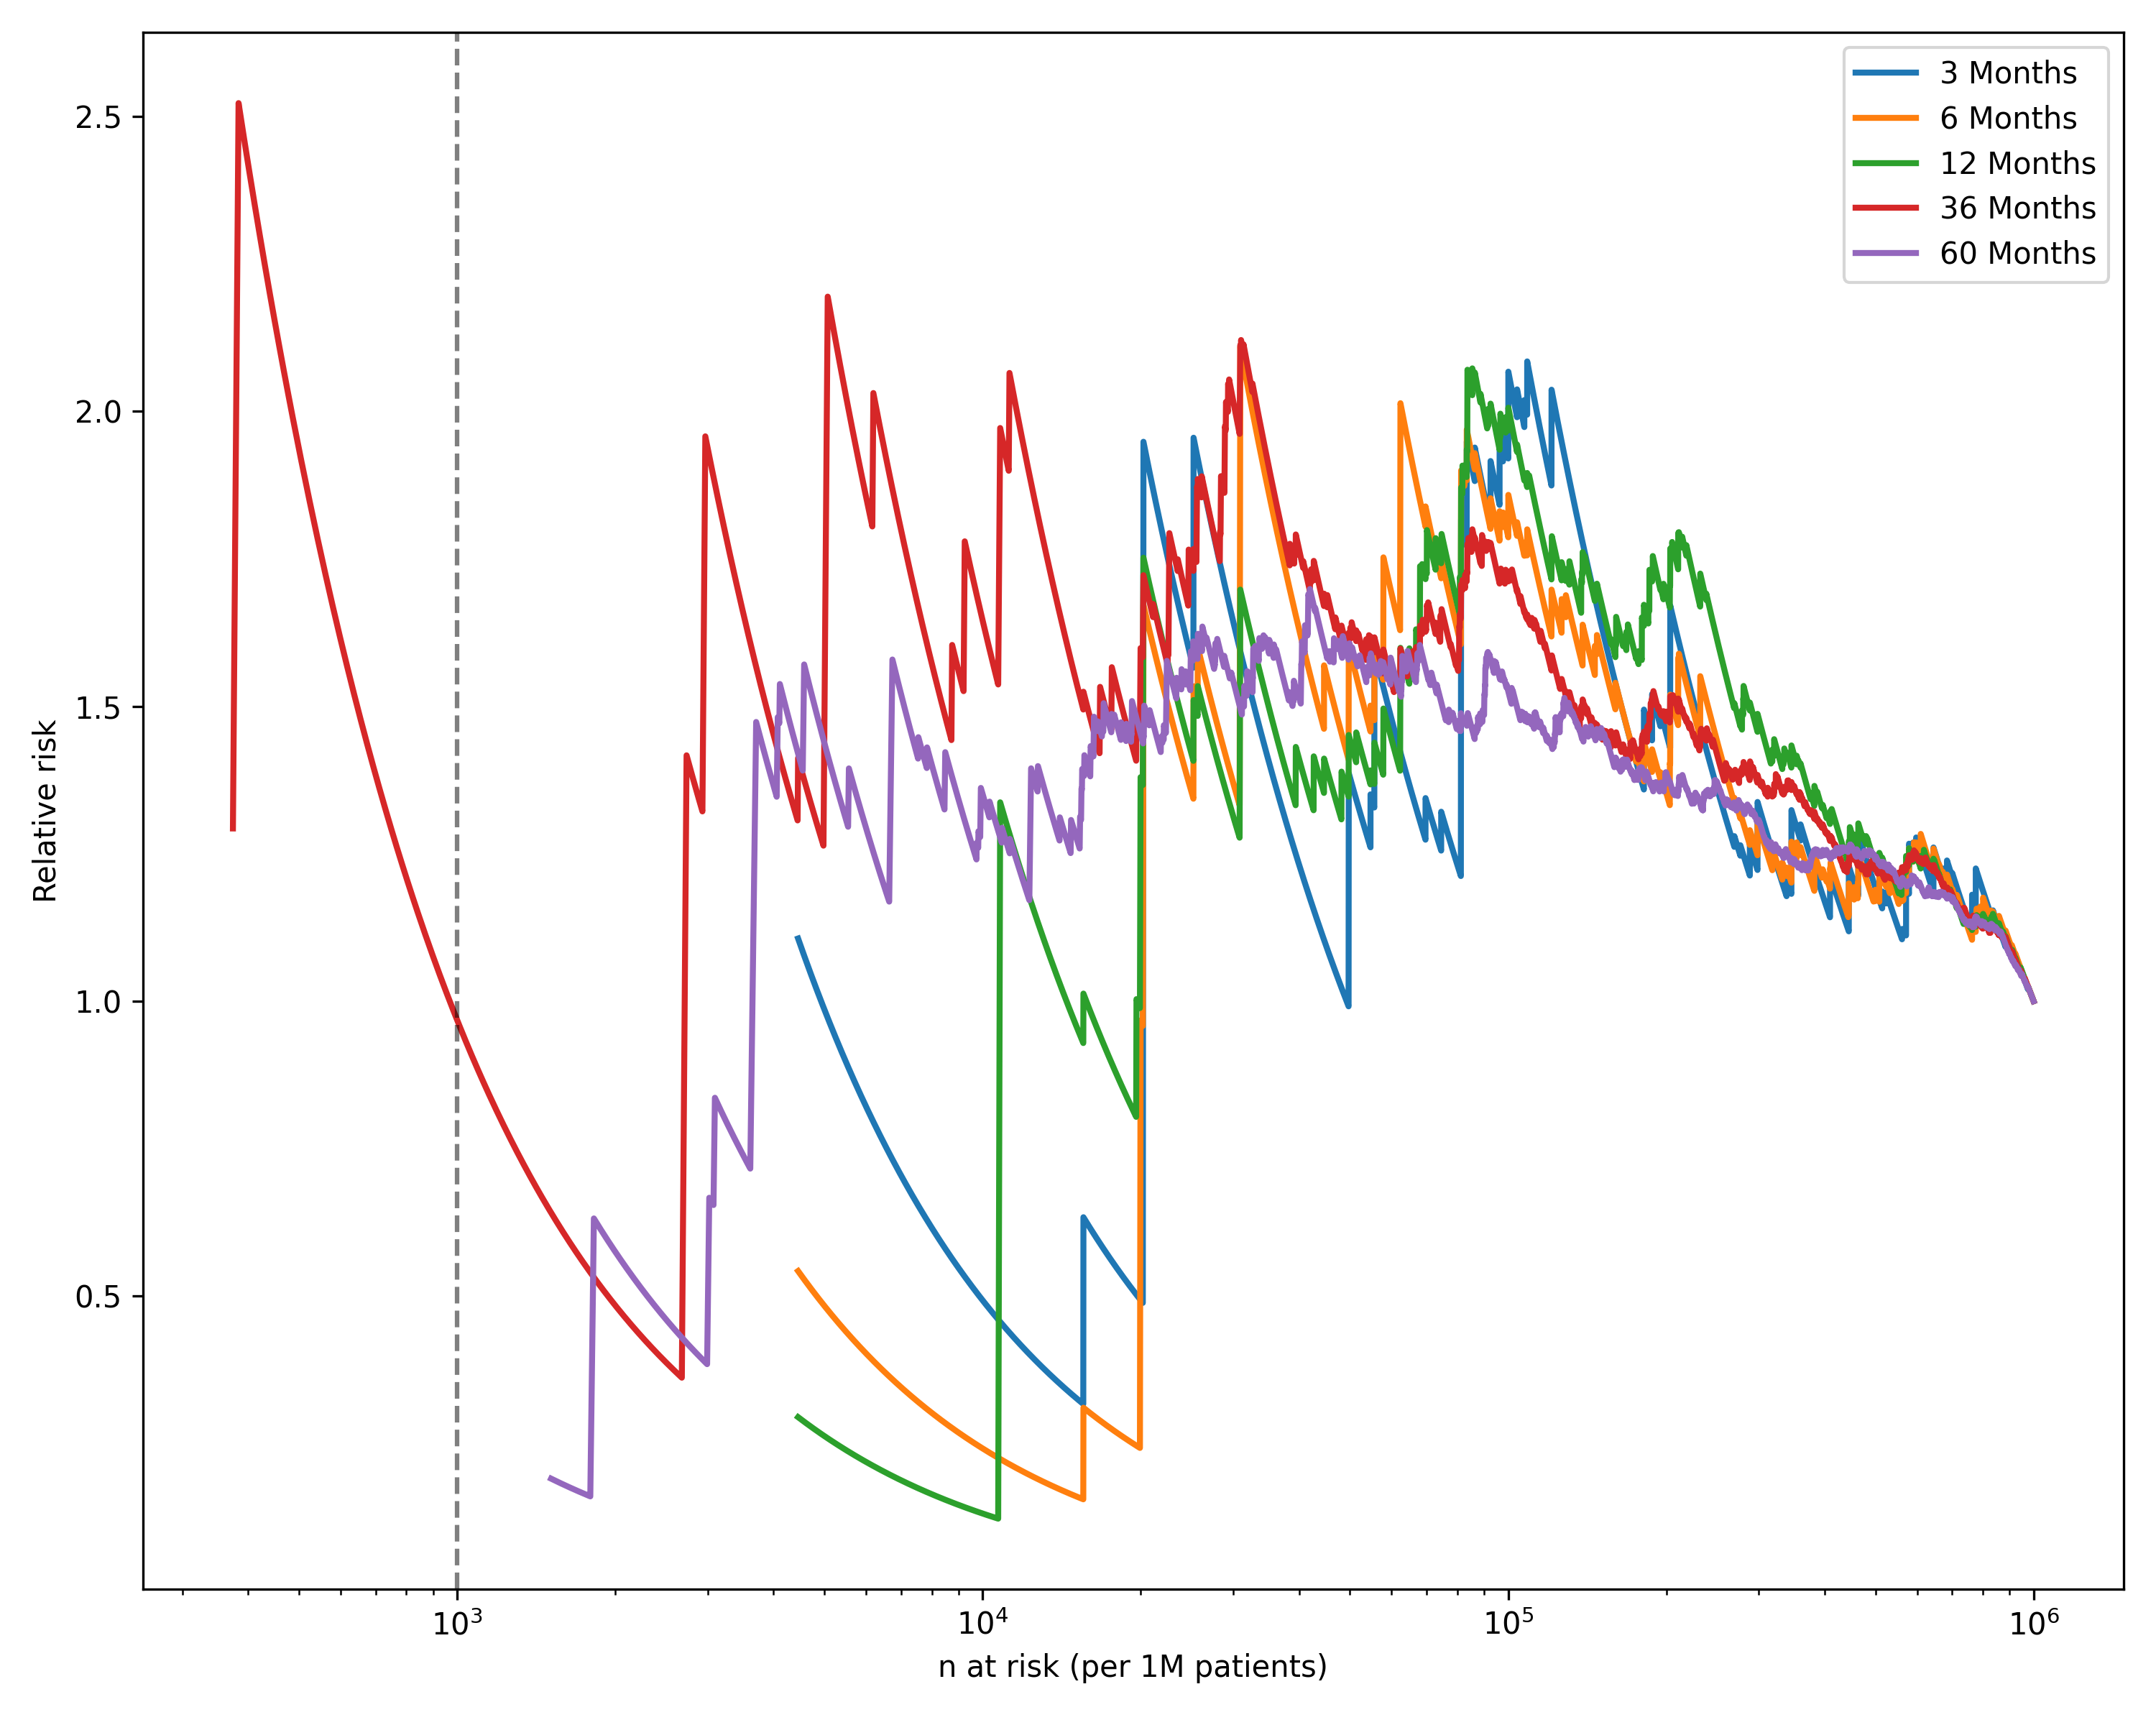 3 Months
6 Months
12 Months
36 Months
60 Months
2.5
2.0
1.5
1.0
0.5
Relative risk
10³
10⁴
10⁵
10⁶
n at risk (per 1M patients)